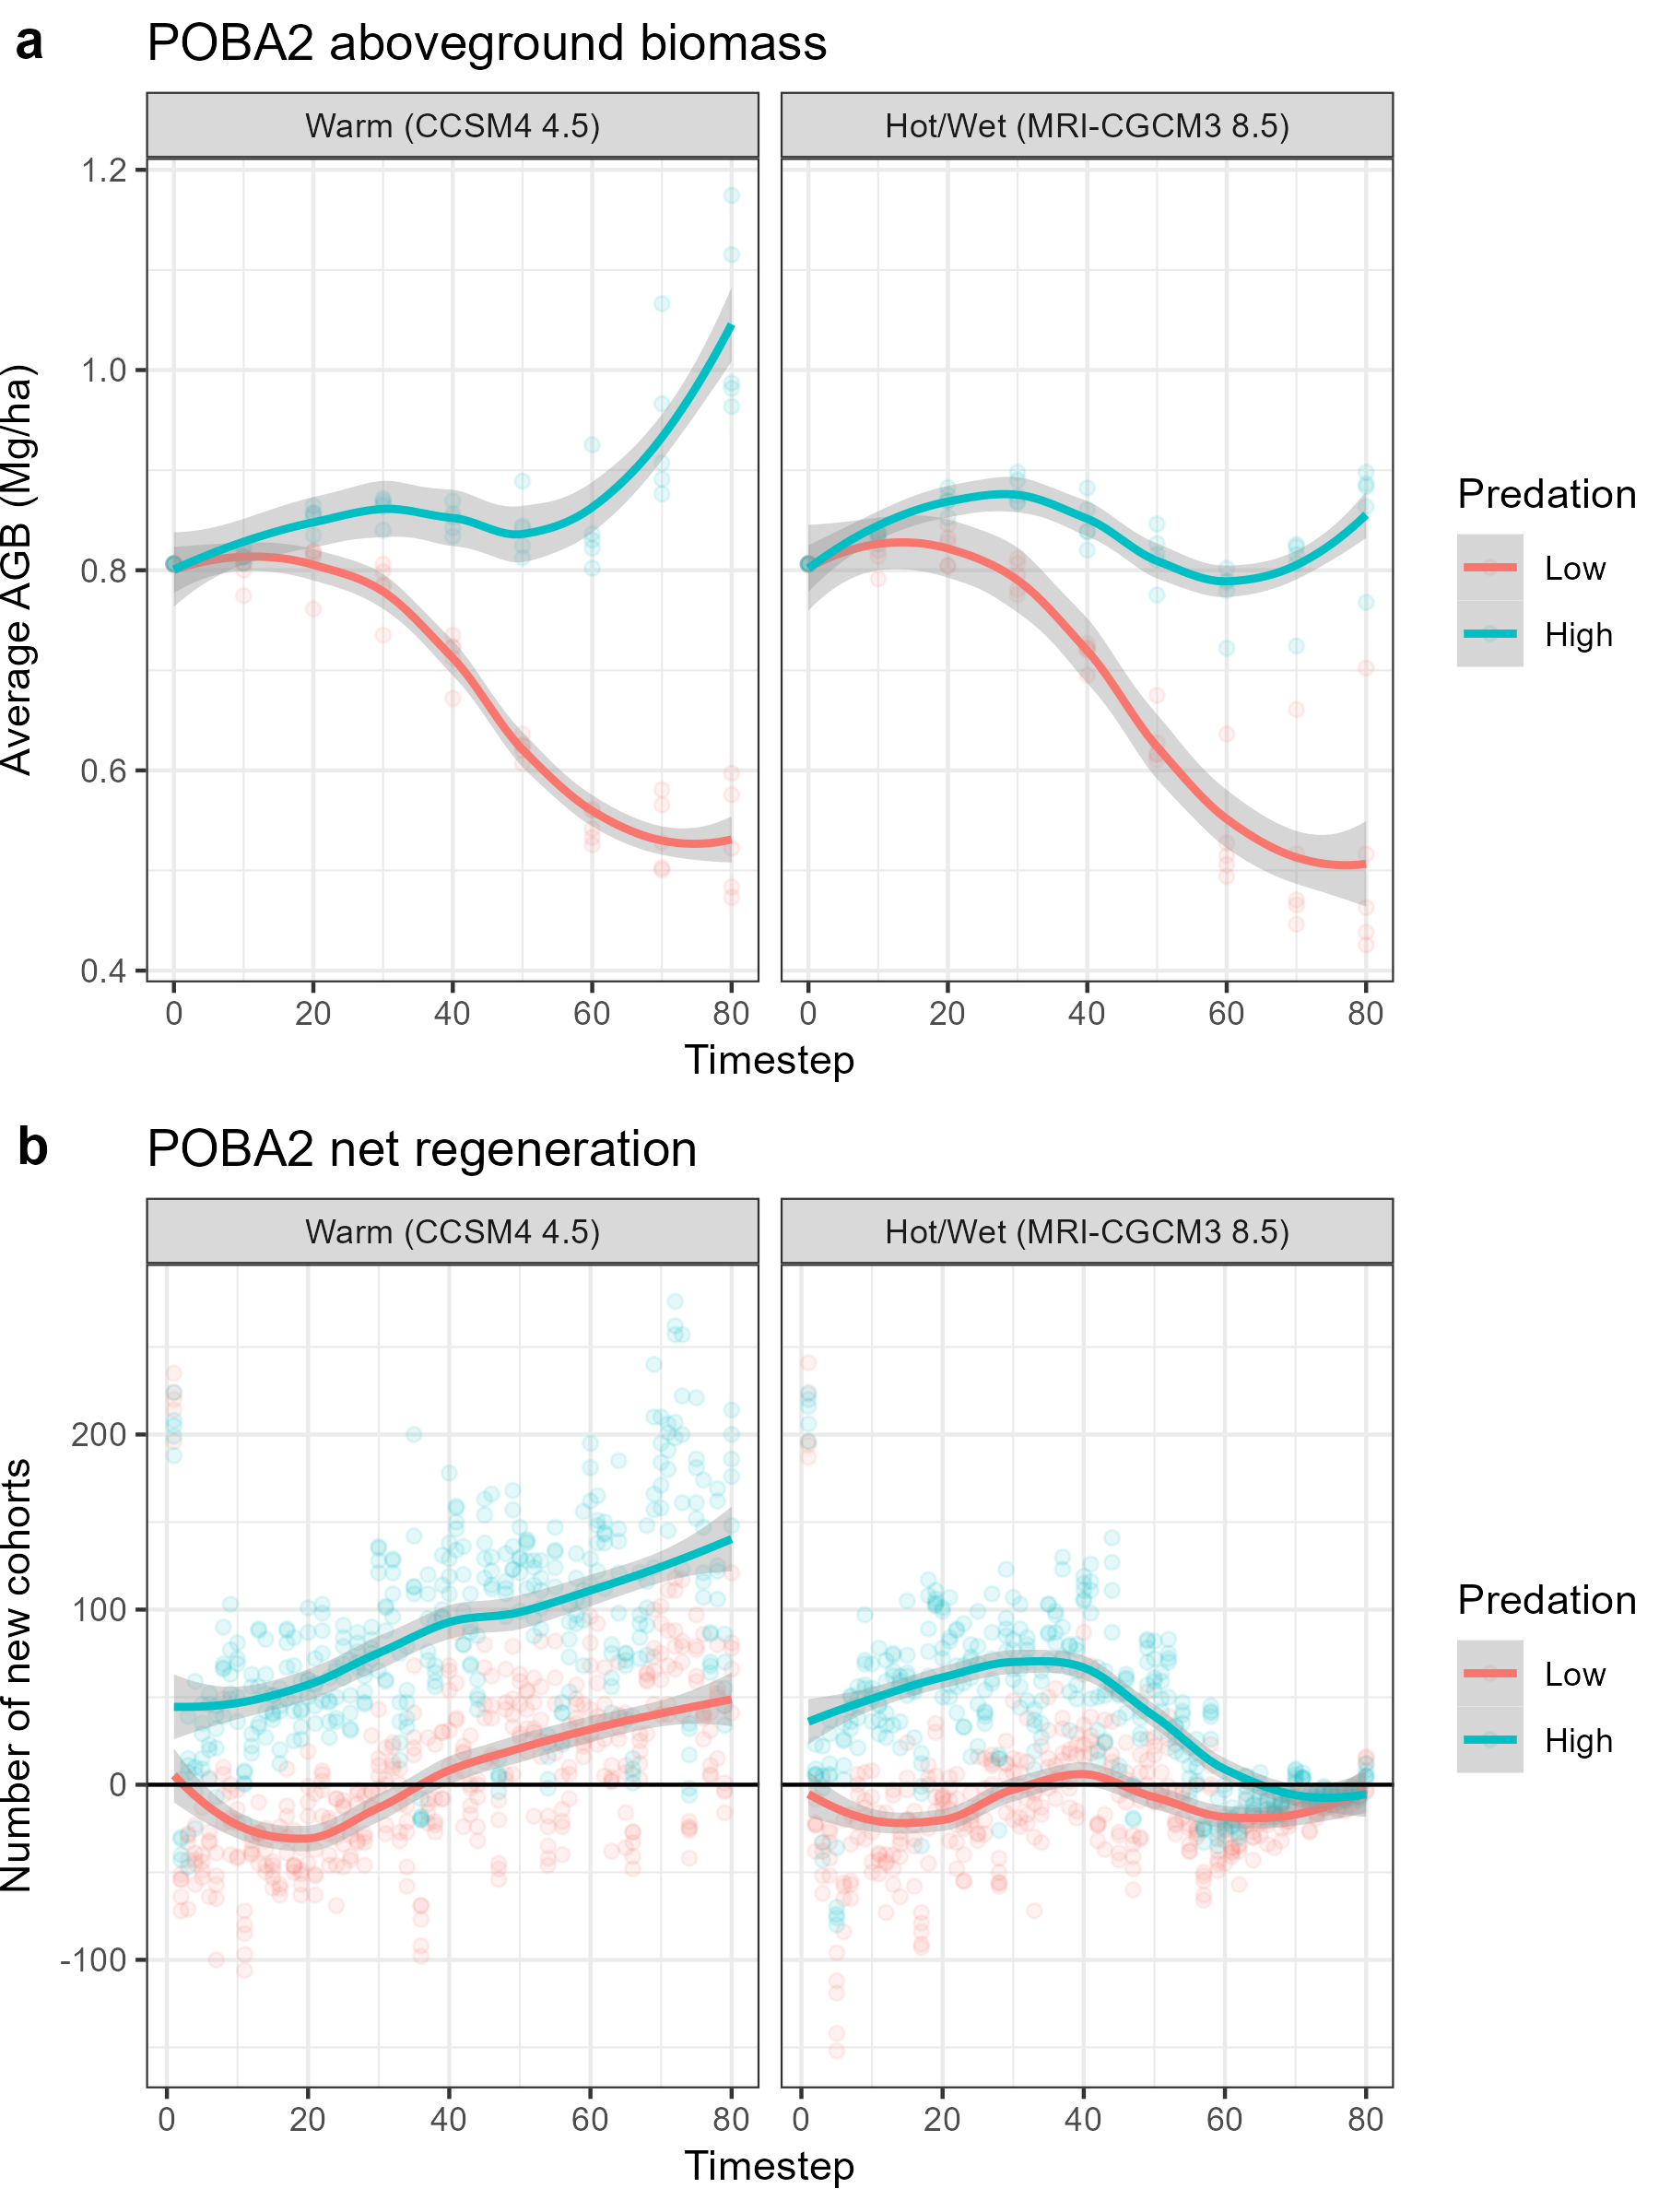 a
POBA2 aboveground biomass
Warm (CCSM4 4.5)
Hot/Wet (MRI-CGCM3 8.5)
Average AGB (Mg/ha)
1.2
1.0
0.8
0.6
0.4
0 20 40 60 80
0 20 40 60 80
Timestep
Predation
Low
High
b
POBA2 net regeneration
Warm (CCSM4 4.5)
Hot/Wet (MRI-CGCM3 8.5)
Number of new cohorts
200
100
0
-100
0 20 40 60 80
0 20 40 60 80
Timestep
Predation
Low
High